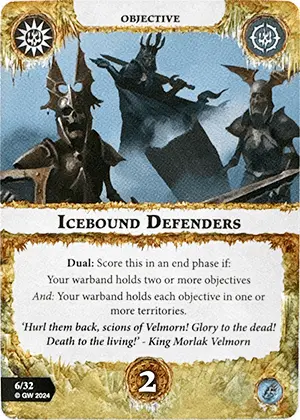 OBJECTIVE
ICEBOUND DEFENDERS
Dual: Score this in an end phase if:
Your warband holds two or more objectives
And: Your warband holds each objective in one or
more territories.
'Hurl them back, scions of Velmorn! Glory to the dead!
Death to the living!' - King Morlak Velmorn
6/32
© GW 2024
2